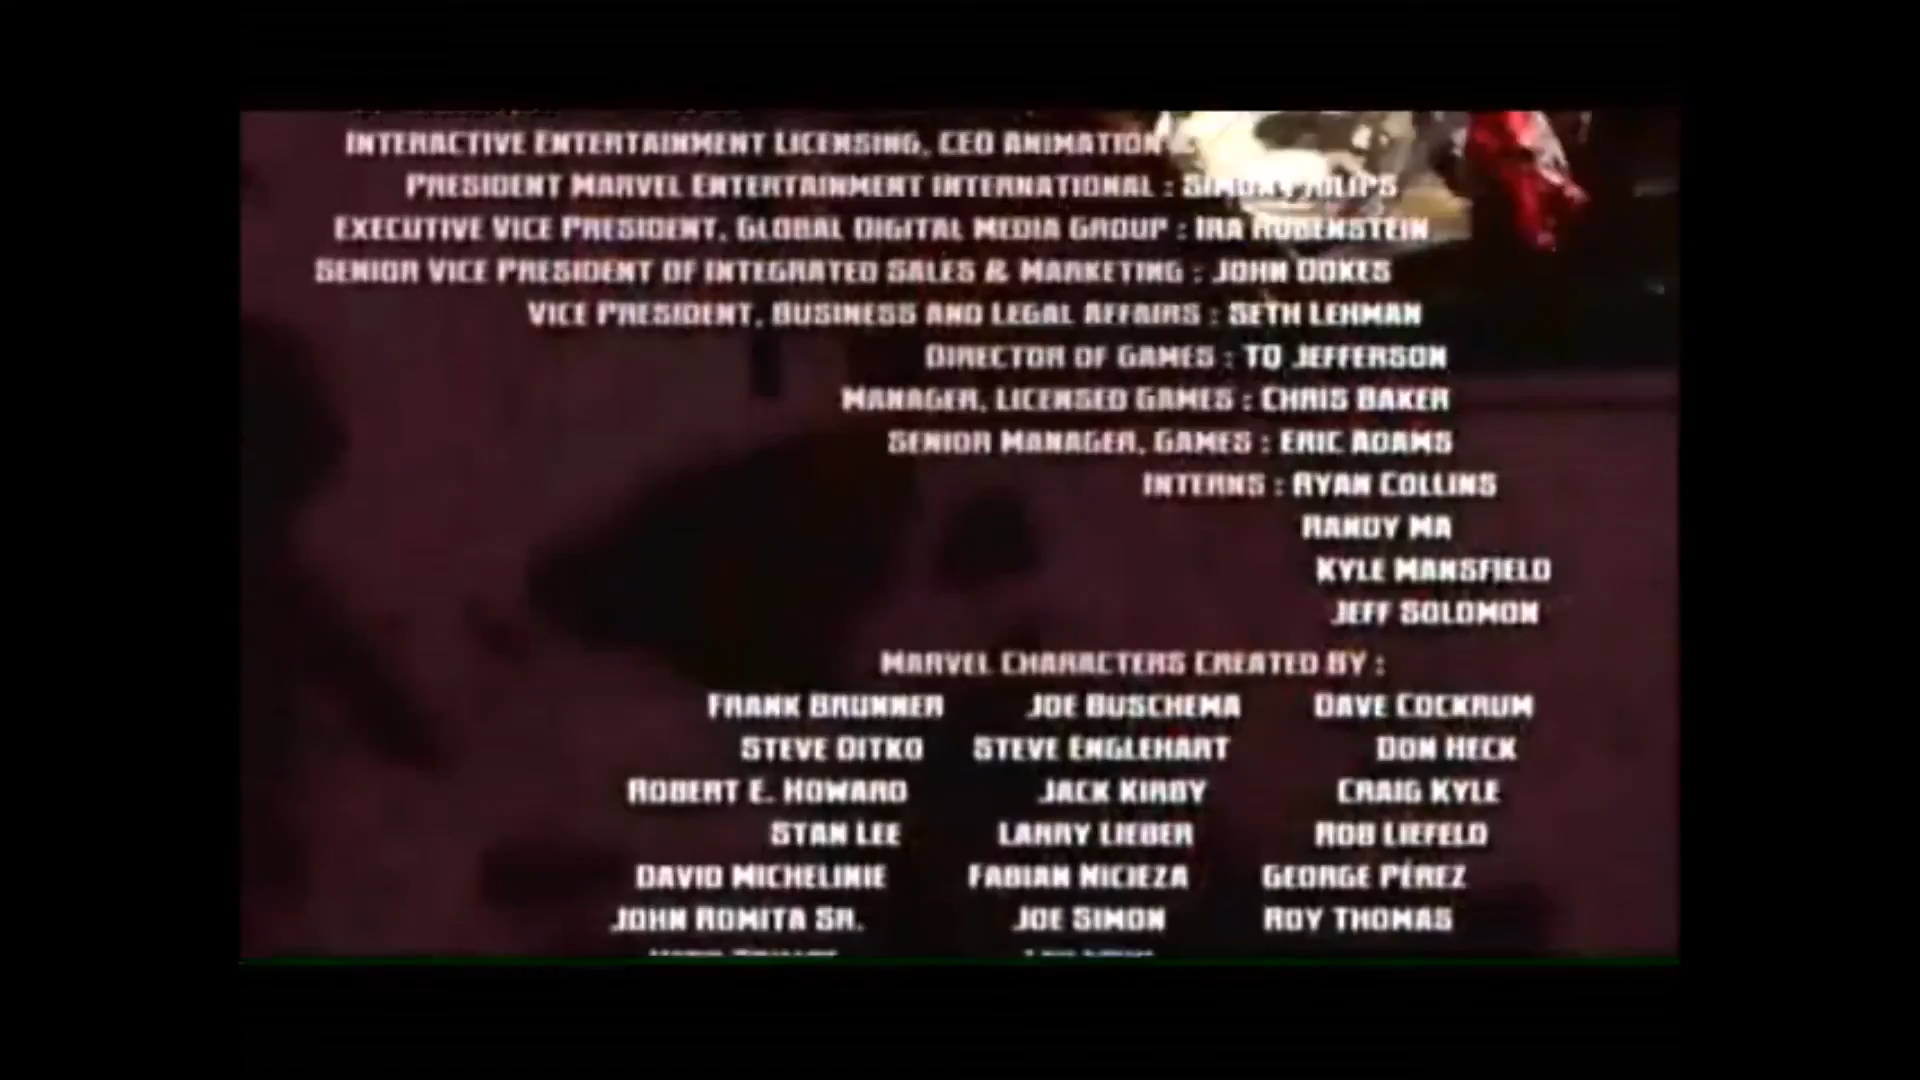 Interactive Entertainment Licensing, CEO Animation
President Marvel Entertainment International : Simon Philips
Executive Vice President, Global Digital Media Group : Ira Rubenstein
Senior Vice President of Integrated Sales & Marketing : John Dokes
Vice President, Business and Legal Affairs : Seth Lehman
Director of Games : TQ Jefferson
Manager, Licensed Games : Chris Baker
Senior Manager, Games : Eric Adams
Interns : Ryan Collins
Randy Ma
Kyle Mansfield
Jeff Solomon
Marvel Characters Created By :
Frank Brunner Joe Buschema Dave Cockrum
Steve Ditko Steve Englehart Don Heck
Robert E. Howard Jack Kirby Craig Kyle
Stan Lee Larry Lieber Rob Liefeld
David Michelinie Fabian Nicieza George Pérez
John Romita Sr. Joe Simon Roy Thomas